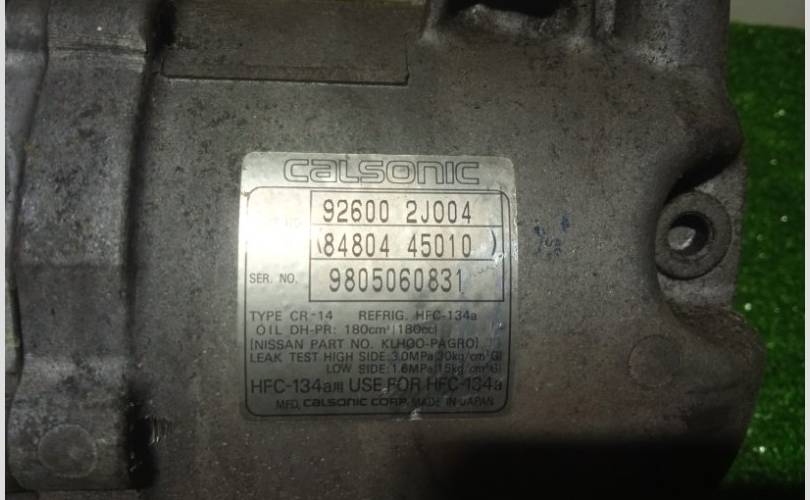 calsonic
92600 2J004
(84804 45010)
SER. NO. 9805060831
TYPE CR-14 REFRIG. HFC-134a
OIL DH-PR: 180cm³(180cc)
(NISSAN PART NO. KLHOO-PAGRO)
LEAK TEST HIGH SIDE: 3.0MPa(30kg/cm²G)
LOW SIDE: 1.6MPa(15kg/cm²G)
HFC-134a用 USE FOR HFC-134a
MFD. calsonic CORP. MADE IN JAPAN